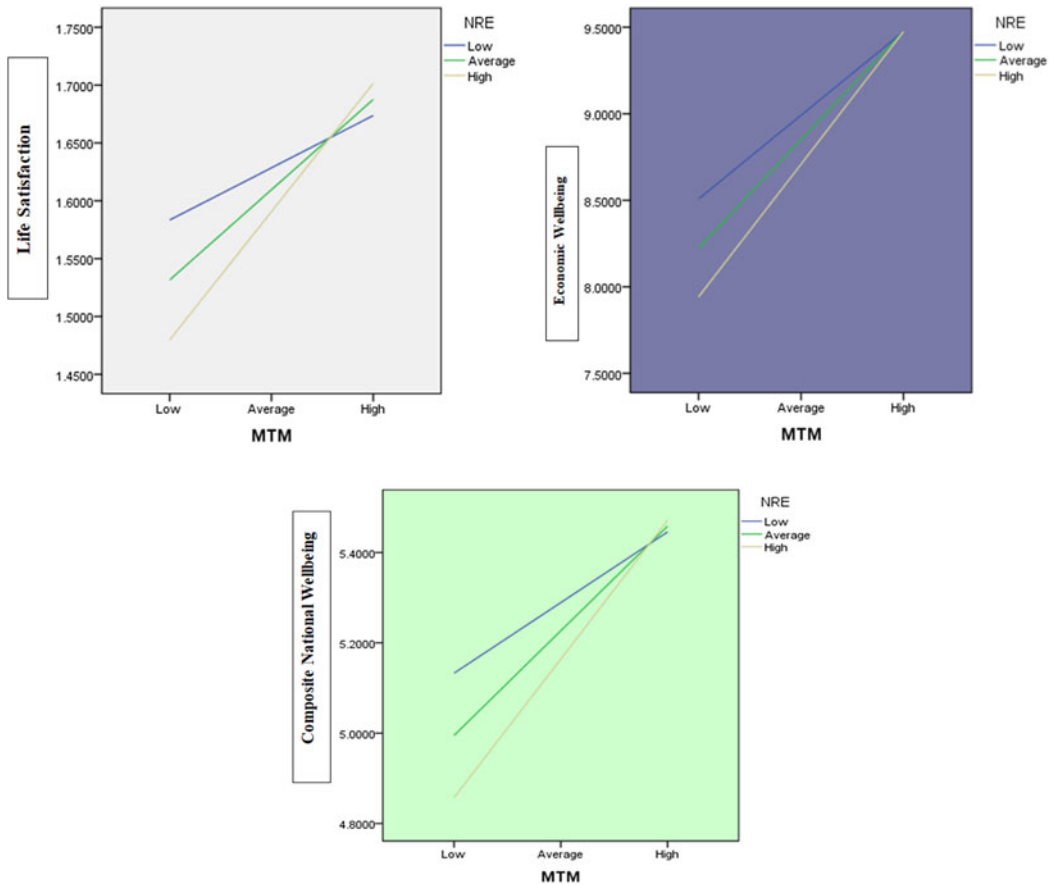 Life Satisfaction
1.7500
1.7000
1.6500
1.6000
1.5500
1.5000
1.4500
Low
Average
High
MTM
NRE
Low
Average
High
Economic Wellbeing
9.5000
9.0000
8.5000
8.0000
7.5000
Low
Average
High
MTM
NRE
Low
Average
High
Composite National Wellbeing
5.4000
5.2000
5.0000
4.8000
Low
Average
High
MTM
NRE
Low
Average
High